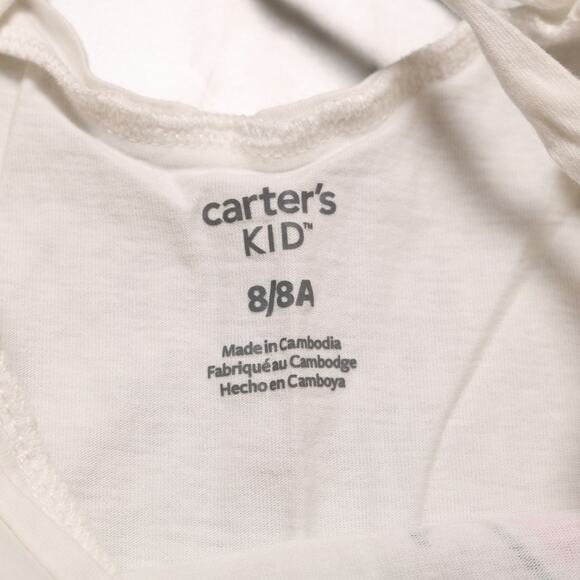 carter's
KID™
8/8A
Made in Cambodia
Fabriqué au Cambodge
Hecho en Camboya